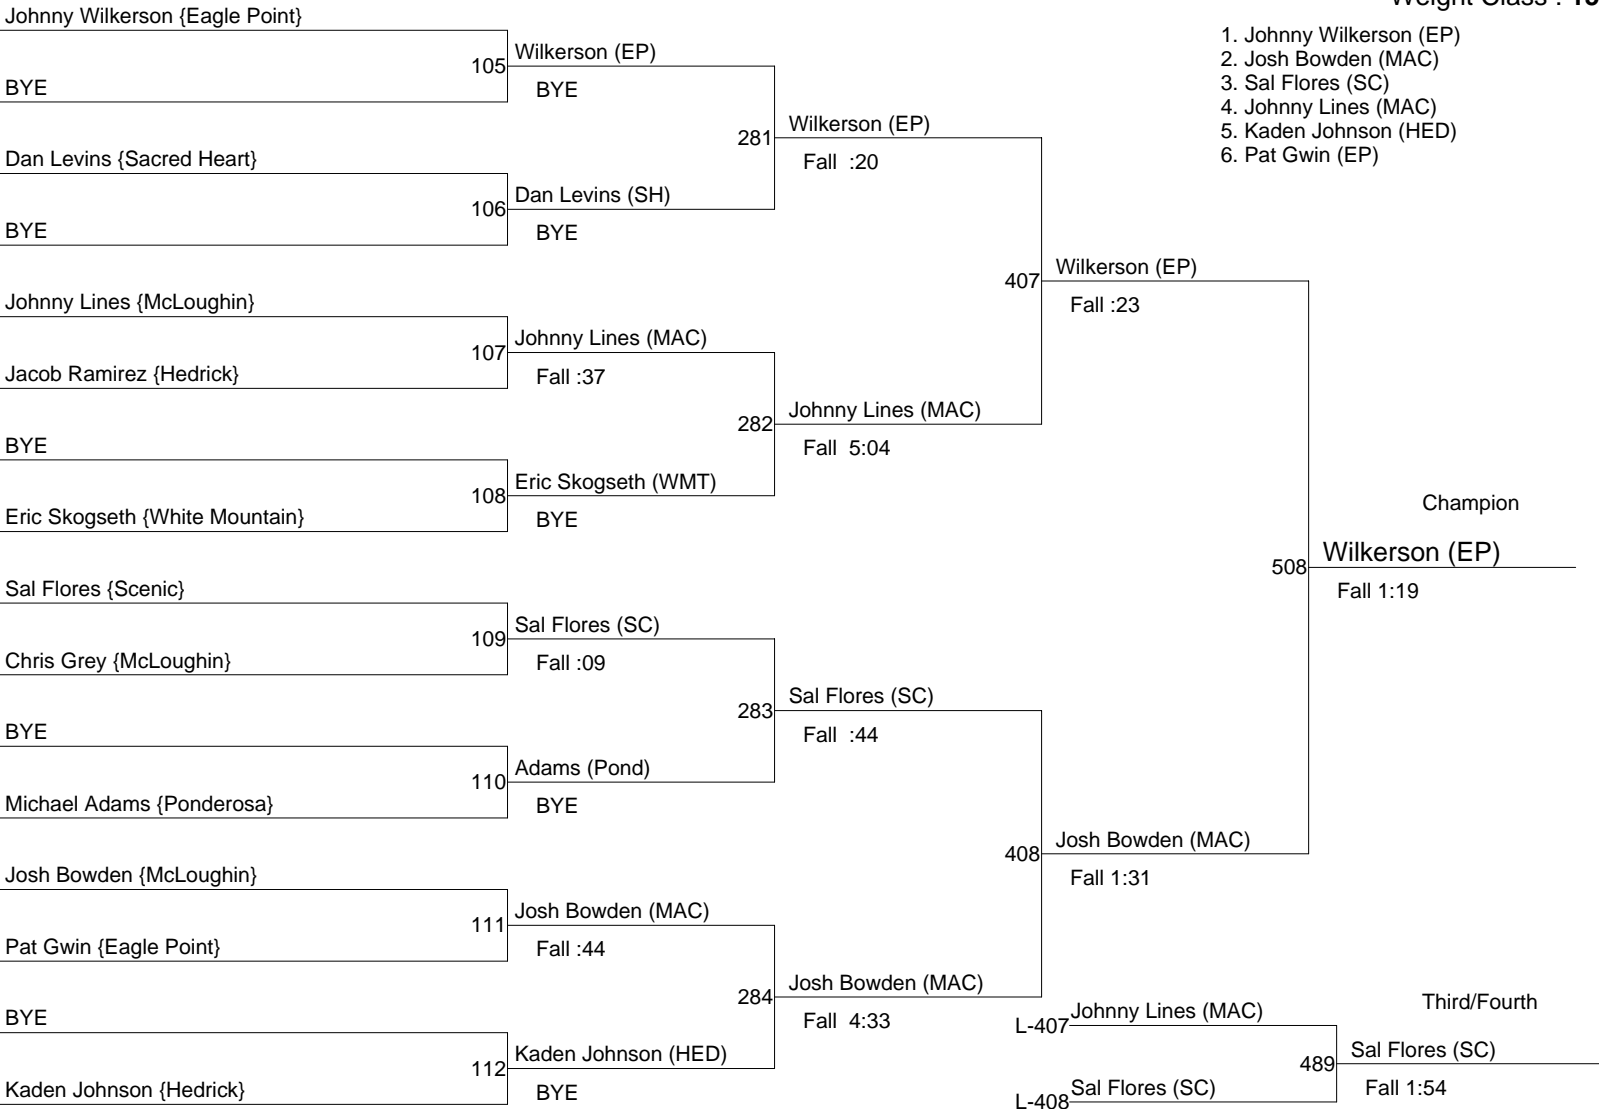 Johnny Wilkerson {Eagle Point}
BYE
Dan Levins {Sacred Heart}
BYE
Johnny Lines {McLoughin}
Jacob Ramirez {Hedrick}
BYE
Eric Skogseth {White Mountain}
Sal Flores {Scenic}
Chris Grey {McLoughin}
BYE
Michael Adams {Ponderosa}
Josh Bowden {McLoughin}
Pat Gwin {Eagle Point}
BYE
Kaden Johnson {Hedrick}
105 Wilkerson (EP)
BYE
106 Dan Levins (SH)
BYE
107 Johnny Lines (MAC)
Fall :37
108 Eric Skogseth (WMT)
BYE
109 Sal Flores (SC)
Fall :09
110 Adams (Pond)
BYE
111 Josh Bowden (MAC)
Fall :44
112 Kaden Johnson (HED)
BYE
281 Wilkerson (EP)
Fall :20
282 Johnny Lines (MAC)
Fall 5:04
283 Sal Flores (SC)
Fall :44
284 Josh Bowden (MAC)
Fall 4:33
407 Wilkerson (EP)
Fall :23
408 Josh Bowden (MAC)
Fall 1:31
Champion
508 Wilkerson (EP)
Fall 1:19
Third/Fourth
L-407 Johnny Lines (MAC)
L-408 Sal Flores (SC)
489 Sal Flores (SC)
Fall 1:54
Weight Class :
1. Johnny Wilkerson (EP)
2. Josh Bowden (MAC)
3. Sal Flores (SC)
4. Johnny Lines (MAC)
5. Kaden Johnson (HED)
6. Pat Gwin (EP)